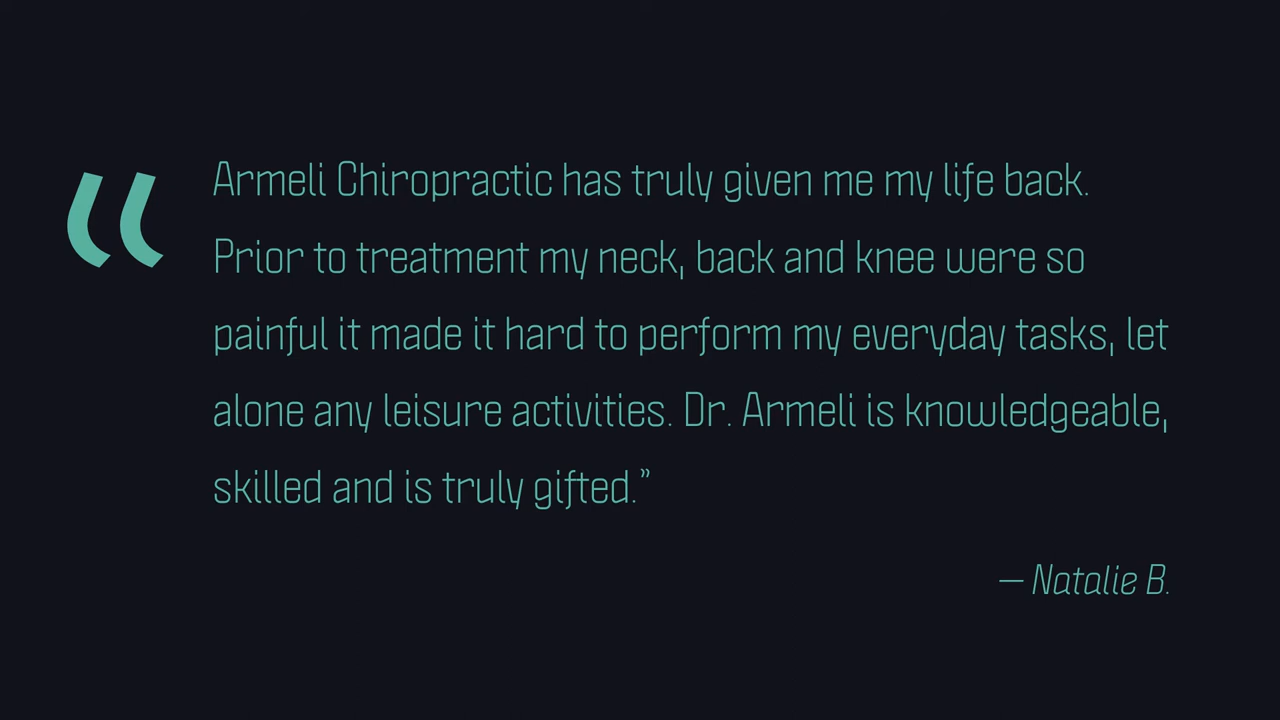 “Armeli Chiropractic has truly given me my life back.
Prior to treatment my neck, back and knee were so
painful it made it hard to perform my everyday tasks, let
alone any leisure activities. Dr. Armeli is knowledgeable,
skilled and is truly gifted.”
— Natalie B.